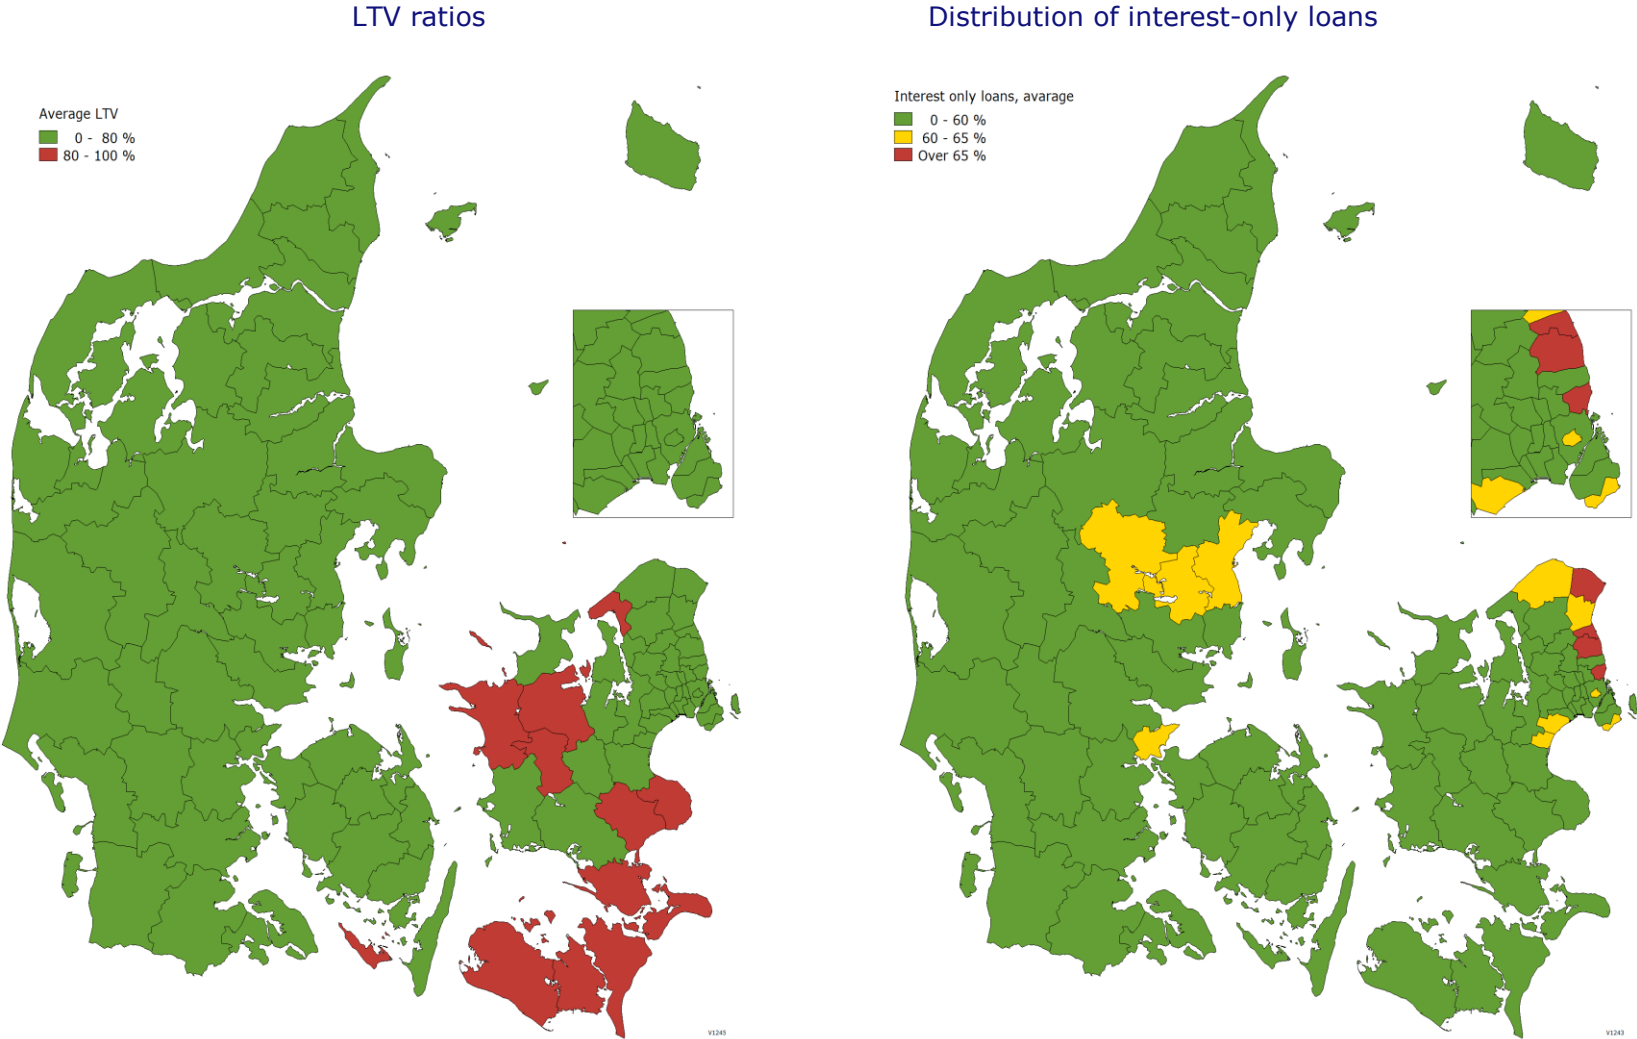 LTV ratios
Distribution of interest-only loans
Average LTV
0 - 80 %
80 - 100 %
Interest only loans, avarage
0 - 60 %
60 - 65 %
Over 65 %
V1245
V1243